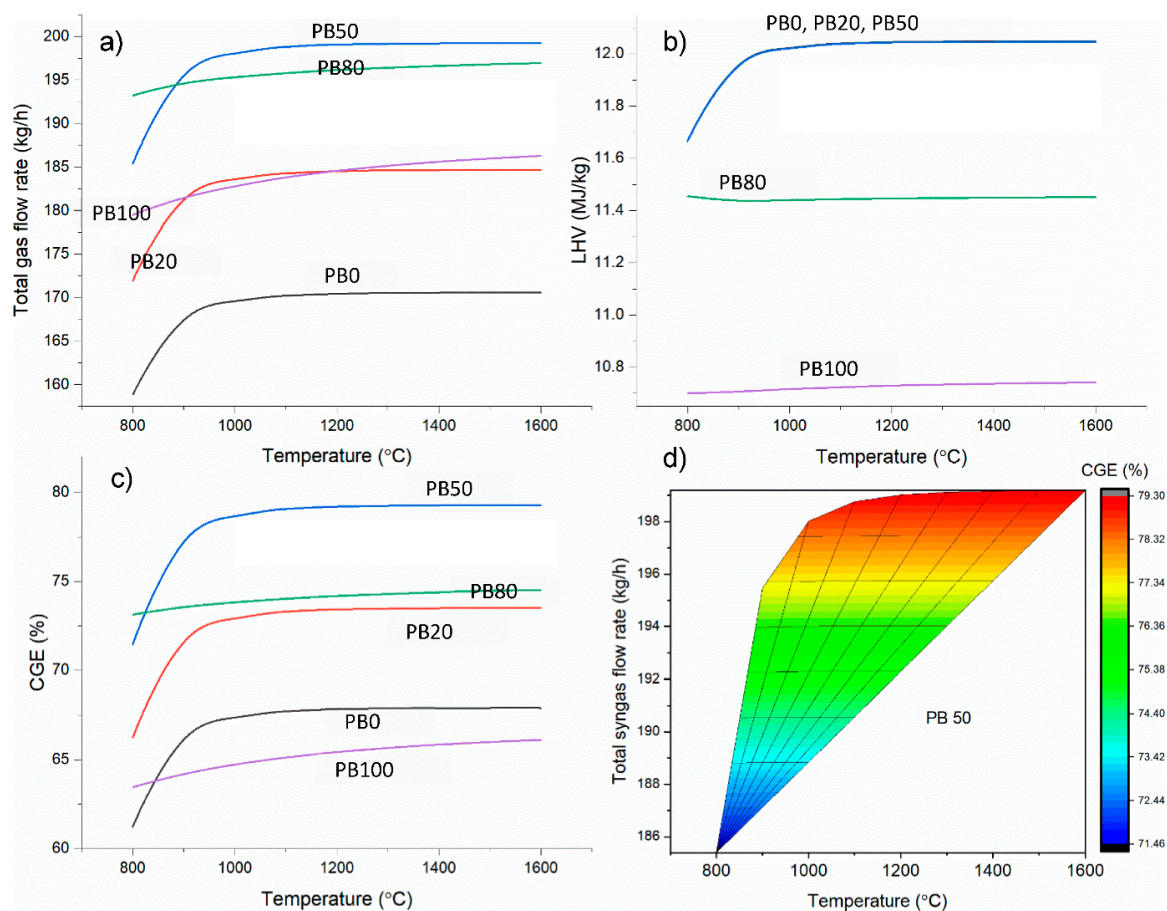 a)
Total gas flow rate (kg/h)
200
195
190
185
180
175
170
165
160
PB50
PB80
PB100
PB20
PB0
800 1000 1200 1400 1600
Temperature (°C)
b)
LHV (MJ/kg)
12.0
11.8
11.6
11.4
11.2
11.0
10.8
PB0, PB20, PB50
PB80
PB100
800 1000 1200 1400 1600
Temperature (°C)
c)
CGE (%)
80
75
70
65
60
PB50
PB80
PB20
PB0
PB100
800 1000 1200 1400 1600
Temperature (°C)
d)
Total syngas flow rate (kg/h)
198
196
194
192
190
188
186
PB 50
800 1000 1200 1400 1600
Temperature (°C)
CGE (%)
79.30
78.32
77.34
76.36
75.38
74.40
73.42
72.44
71.46